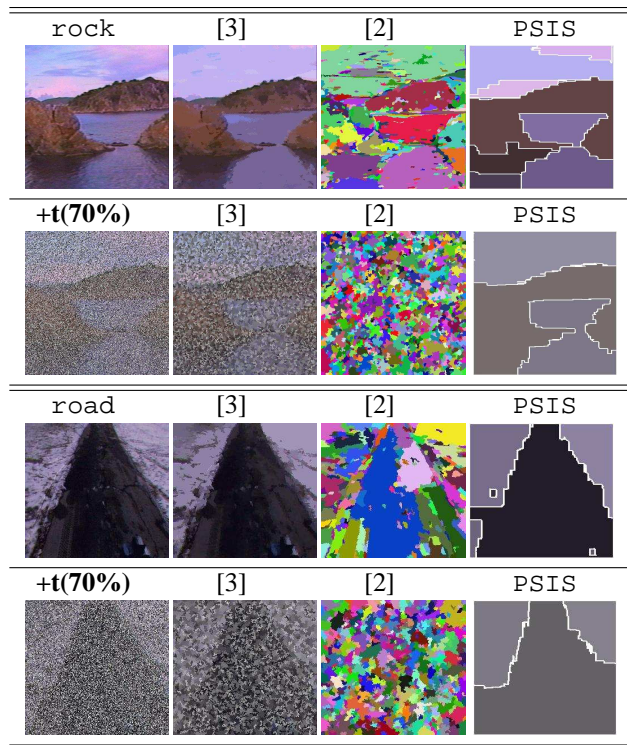 rock [3] [2] PSIS
+t(70%) [3] [2] PSIS
road [3] [2] PSIS
+t(70%) [3] [2] PSIS